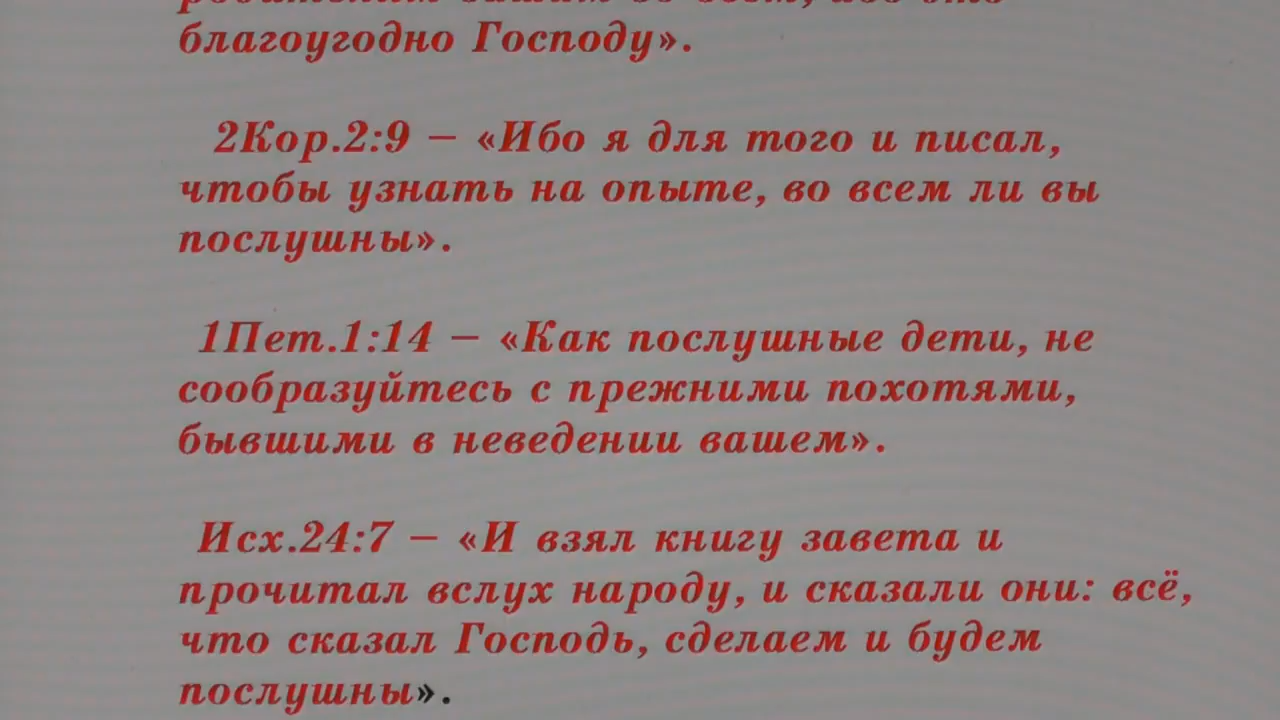 благоугодно Господу».
2Кор.2:9 – «Ибо я для того и писал,
чтобы узнать на опыте, во всем ли вы
послушны».
1Пет.1:14 – «Как послушные дети, не
сообразуйтесь с прежними похотями,
бывшими в неведении вашем».
Исх.24:7 – «И взял книгу завета и
прочитал вслух народу, и сказали они: всё,
что сказал Господь, сделаем и будем
послушны».